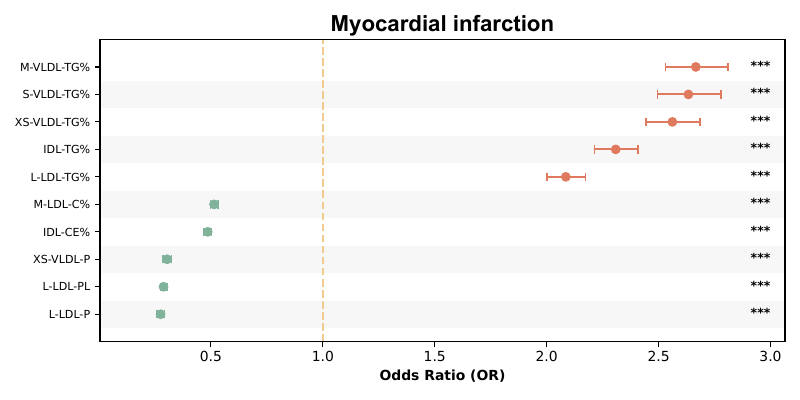 Myocardial infarction
M-VLDL-TG% ***
S-VLDL-TG% ***
XS-VLDL-TG% ***
IDL-TG% ***
L-LDL-TG% ***
M-LDL-C% ***
IDL-CE% ***
XS-VLDL-P ***
L-LDL-PL ***
L-LDL-P ***
0.5 1.0 1.5 2.0 2.5 3.0
Odds Ratio (OR)